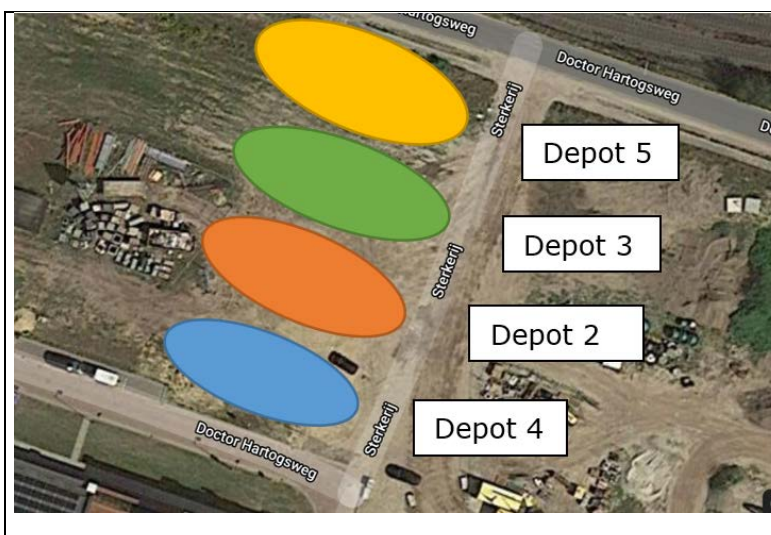 Hartogsweg
Doctor Hartogsweg
Sterkerij
Depot 5
Depot 3
Sterkerij
Depot 2
Sterkerij
Depot 4
Doctor Hartogsweg